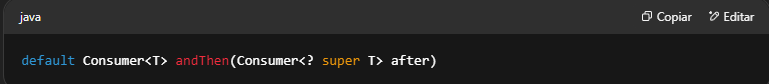 java
Copiar
Editar
default Consumer<T> andThen(Consumer<? super T> after)